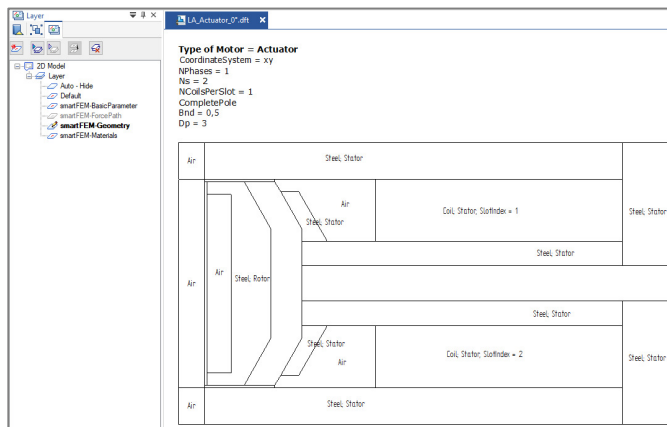 Layer
LA_Actuator_0°.dft
2D Model
Layer
Auto - Hide
Default
smartFEM-BasicParameter
smartFEM-ForcePath
smartFEM-Geometry
smartFEM-Materials
Type of Motor = Actuator
CoordinateSystem = xy
NPhases = 1
Ns = 2
NCoilsPerSlot = 1
CompletePole
Bnd = 0,5
Dp = 3
Air
Steel; Stator
Air
Coil; Stator; SlotIndex = 1
Steel; Stator
Steel; Stator
Steel; Stator
Air
Air
Steel; Rotor
Steel; Stator
Steel; Stator
Air
Coil; Stator; SlotIndex = 2
Steel; Stator
Air
Steel; Stator